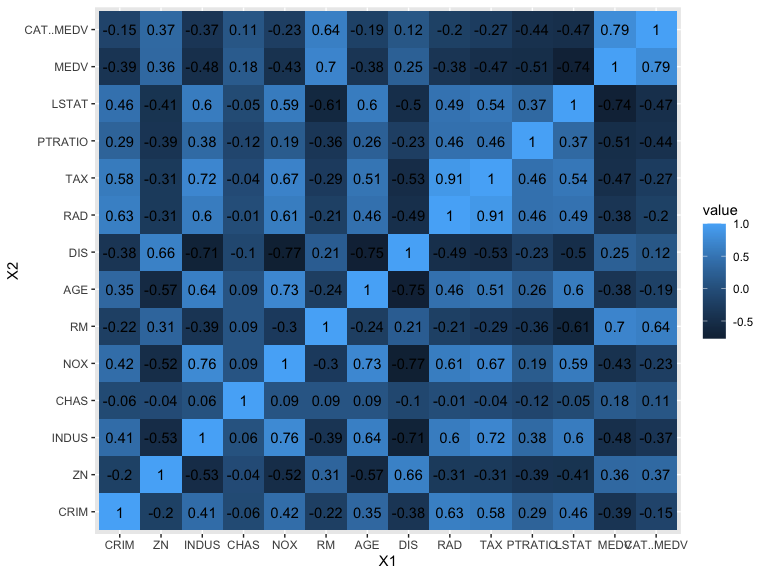 CAT..MEDV -0.15 0.37 -0.37 0.11 -0.23 0.64 -0.19 0.12 -0.2 -0.27 -0.44 -0.47 0.79 1
MEDV -0.39 0.36 -0.48 0.18 -0.43 0.7 -0.38 0.25 -0.38 -0.47 -0.51 -0.74 1 0.79
LSTAT 0.46 -0.41 0.6 -0.05 0.59 -0.61 0.6 -0.5 0.49 0.54 0.37 1 -0.74 -0.47
PTRATIO 0.29 -0.39 0.38 -0.12 0.19 -0.36 0.26 -0.23 0.46 0.46 1 0.37 -0.51 -0.44
TAX 0.58 -0.31 0.72 -0.04 0.67 -0.29 0.51 -0.53 0.91 1 0.46 0.54 -0.47 -0.27
RAD 0.63 -0.31 0.6 -0.01 0.61 -0.21 0.46 -0.49 1 0.91 0.46 0.49 -0.38 -0.2
value
1.0
0.5
0.0
-0.5
DIS -0.38 0.66 -0.71 -0.1 -0.77 0.21 -0.75 1 -0.49 -0.53 -0.23 -0.5 0.25 0.12
X2
AGE 0.35 -0.57 0.64 0.09 0.73 -0.24 1 -0.75 0.46 0.51 0.26 0.6 -0.38 -0.19
RM -0.22 0.31 -0.39 0.09 -0.3 1 -0.24 0.21 -0.21 -0.29 -0.36 -0.61 0.7 0.64
NOX 0.42 -0.52 0.76 0.09 1 -0.3 0.73 -0.77 0.61 0.67 0.19 0.59 -0.43 -0.23
CHAS -0.06 -0.04 0.06 1 0.09 0.09 0.09 -0.1 -0.01 -0.04 -0.12 -0.05 0.18 0.11
INDUS 0.41 -0.53 1 0.06 0.76 -0.39 0.64 -0.71 0.6 0.72 0.38 0.6 -0.48 -0.37
ZN -0.2 1 -0.53 -0.04 -0.52 0.31 -0.57 0.66 -0.31 -0.31 -0.39 -0.41 0.36 0.37
CRIM 1 -0.2 0.41 -0.06 0.42 -0.22 0.35 -0.38 0.63 0.58 0.29 0.46 -0.39 -0.15
CRIM ZN INDUS CHAS NOX RM AGE DIS RAD TAX PTRATIO LSTAT MEDV CAT..MEDV
X1